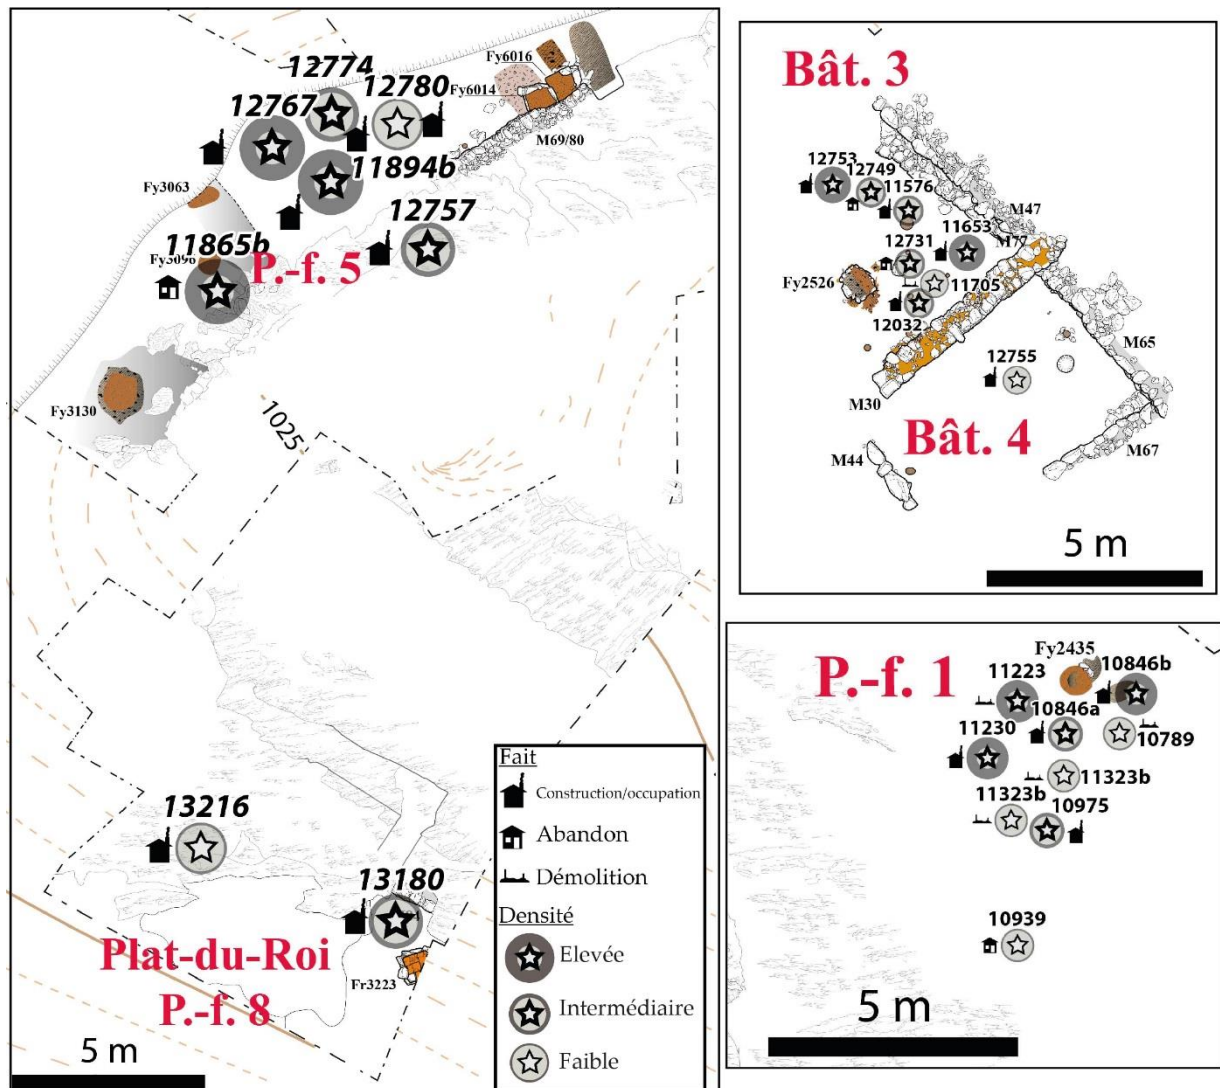 12774
12767
12780
11894b
12757
Fy6016
Fy6014
M69/80
Fy3063
11865b
Fy3096
P.-f. 5
Fy3130
1025
13216
13180
Plat-du-Roi
P.-f. 8
Fr3223
5 m
Fait
Construction/occupation
Abandon
Démolition
Densité
Elevée
Intermédiaire
Faible
Bât. 3
12753
12749
11576
M47
11653
M77
12731
Fy2526
11705
12032
12755
M65
M30
Bât. 4
M44
M67
5 m
P.-f. 1
Fy2435
11223
10846b
10846a
11230
10789
11323b
11323b
10975
10939
5 m